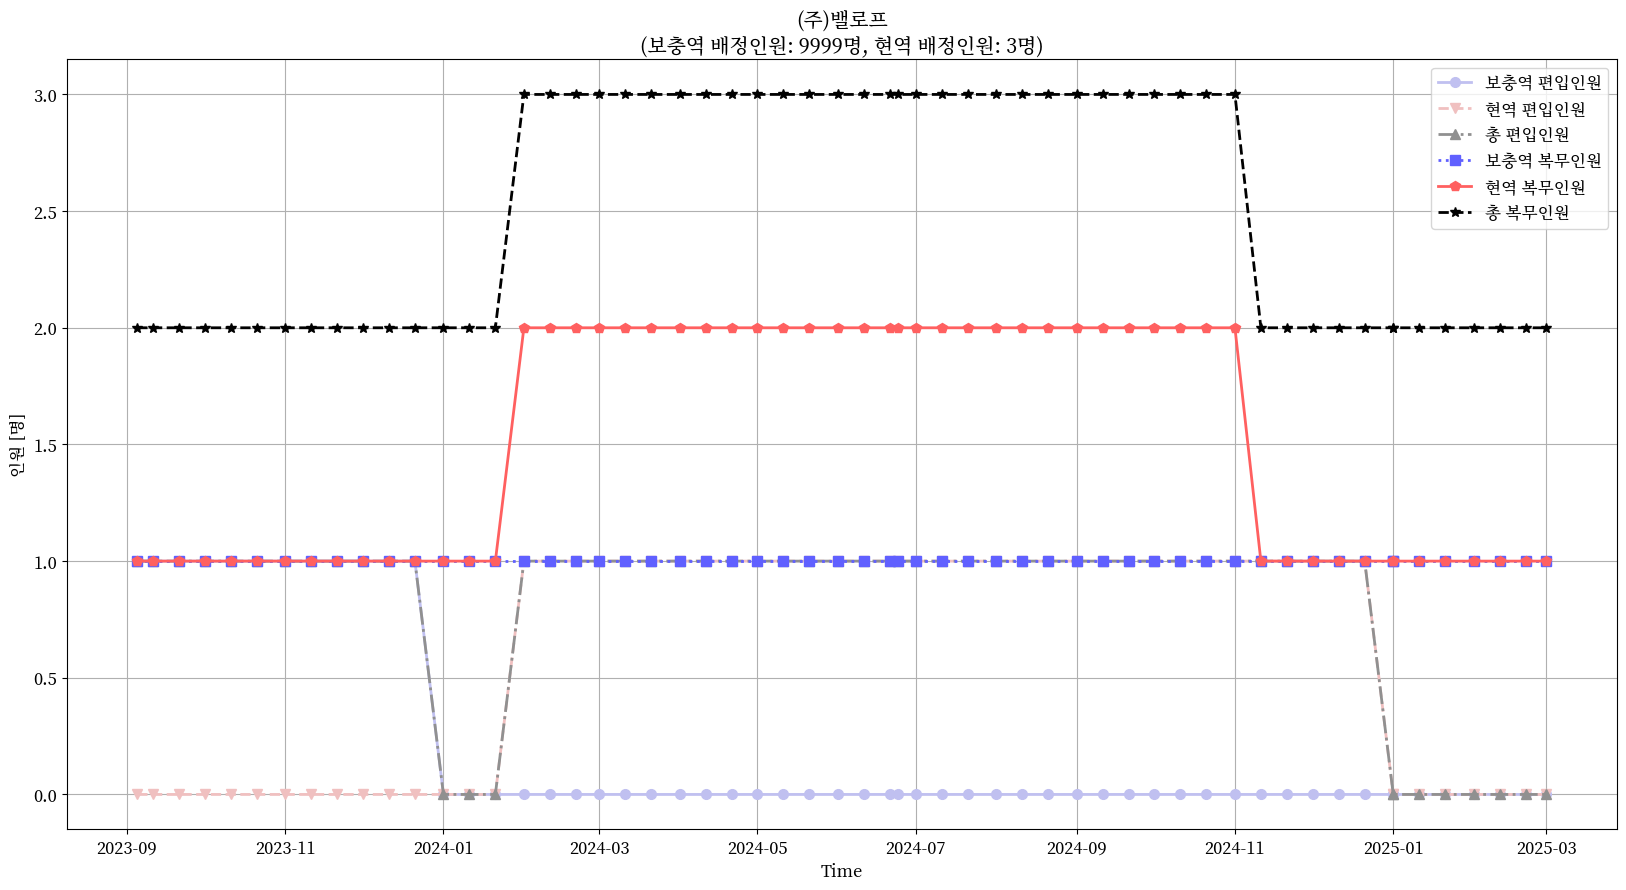 (주)밸로프
(보충역 배정인원: 9999명, 현역 배정인원: 3명)
보충역 편입인원
현역 편입인원
총 편입인원
보충역 복무인원
현역 복무인원
총 복무인원
3.0
2.5
2.0
1.5
1.0
0.5
0.0
인원 [명]
2023-09
2023-11
2024-01
2024-03
2024-05
2024-07
2024-09
2024-11
2025-01
2025-03
Time